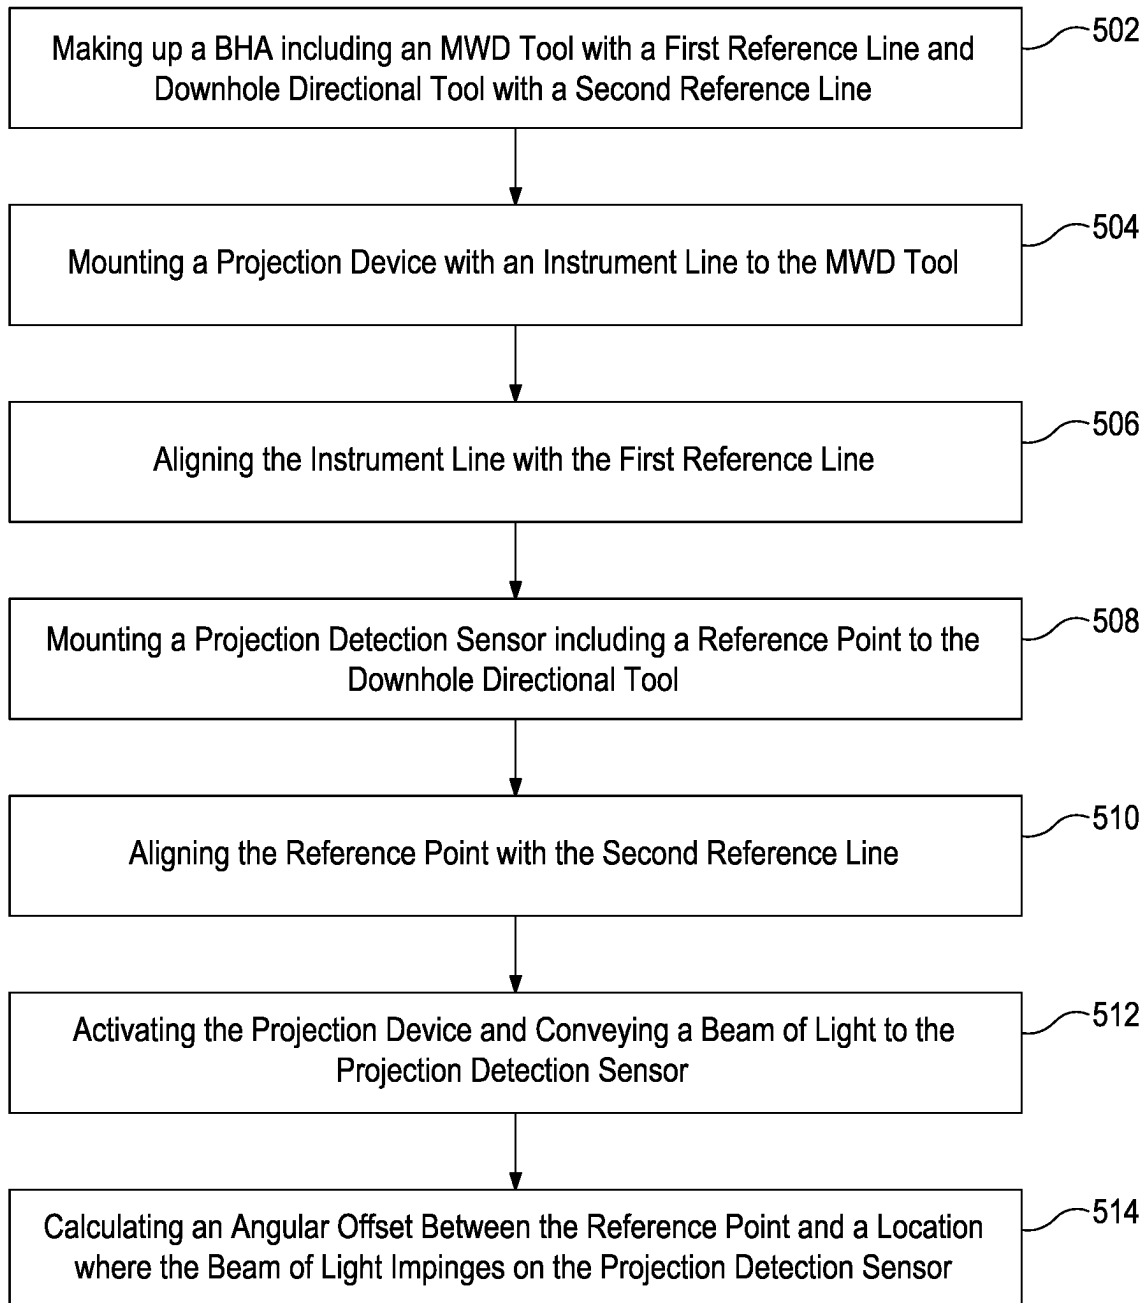 Making up a BHA including an MWD Tool with a First Reference Line and
Downhole Directional Tool with a Second Reference Line
502
Mounting a Projection Device with an Instrument Line to the MWD Tool
504
Aligning the Instrument Line with the First Reference Line
506
Mounting a Projection Detection Sensor including a Reference Point to the
Downhole Directional Tool
508
Aligning the Reference Point with the Second Reference Line
510
Activating the Projection Device and Conveying a Beam of Light to the
Projection Detection Sensor
512
Calculating an Angular Offset Between the Reference Point and a Location
where the Beam of Light Impinges on the Projection Detection Sensor
514